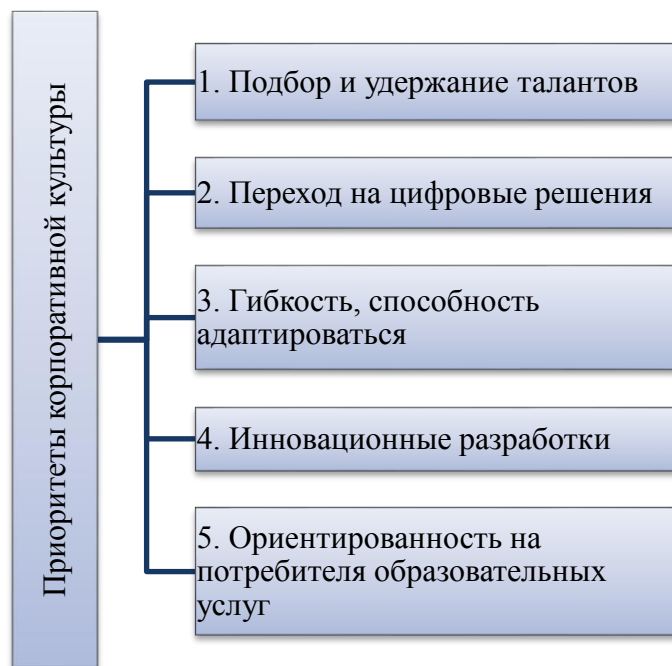 Приоритеты корпоративной культуры
1. Подбор и удержание талантов
2. Переход на цифровые решения
3. Гибкость, способность
адаптироваться
4. Инновационные разработки
5. Ориентированность на
потребителя образовательных
услуг